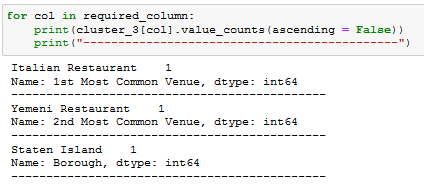 for col in required_column:
    print(cluster_3[col].value_counts(ascending = False))
    print("---------------------------------------------")
Italian Restaurant    1
Name: 1st Most Common Venue, dtype: int64
---------------------------------------------
Yemeni Restaurant    1
Name: 2nd Most Common Venue, dtype: int64
---------------------------------------------
Staten Island    1
Name: Borough, dtype: int64
---------------------------------------------